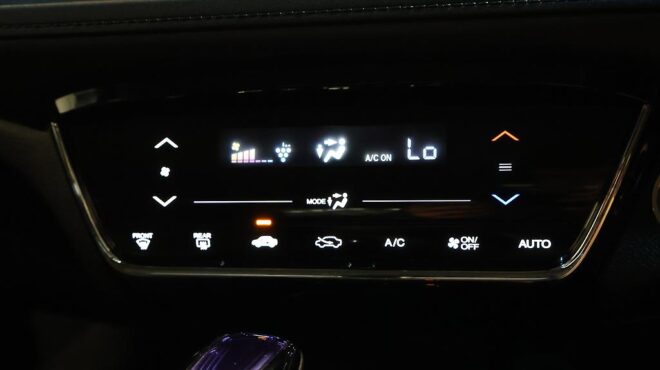 A/C ON Lo
MODE
FRONT REAR
A/C ON/
OFF AUTO